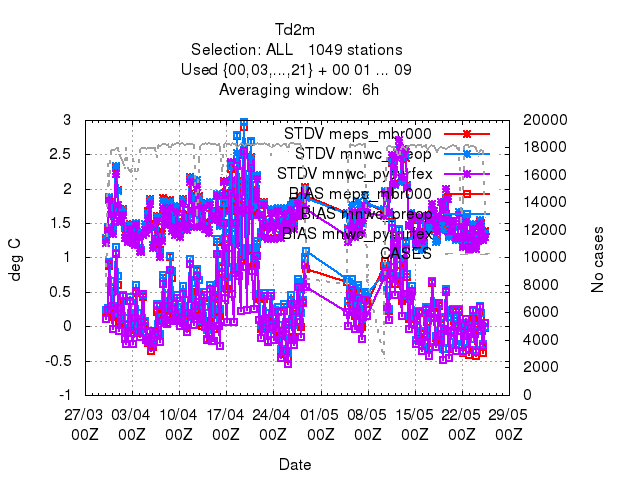 Td2m
Selection: ALL   1049 stations
Used {00,03,...,21} + 00 01 ... 09
Averaging window:  6h
STDV meps_mbr000
STDV mnwc_preop
STDV mnwc_pysurfex
BIAS meps_mbr000
BIAS mnwc_preop
BIAS mnwc_pysurfex
CASES
3
2.5
2
1.5
1
0.5
0
-0.5
-1
deg C
20000
18000
16000
14000
12000
10000
8000
6000
4000
2000
0
No cases
27/03 03/04 10/04 17/04 24/04 01/05 08/05 15/05 22/05 29/05
00Z 00Z 00Z 00Z 00Z 00Z 00Z 00Z 00Z 00Z
Date